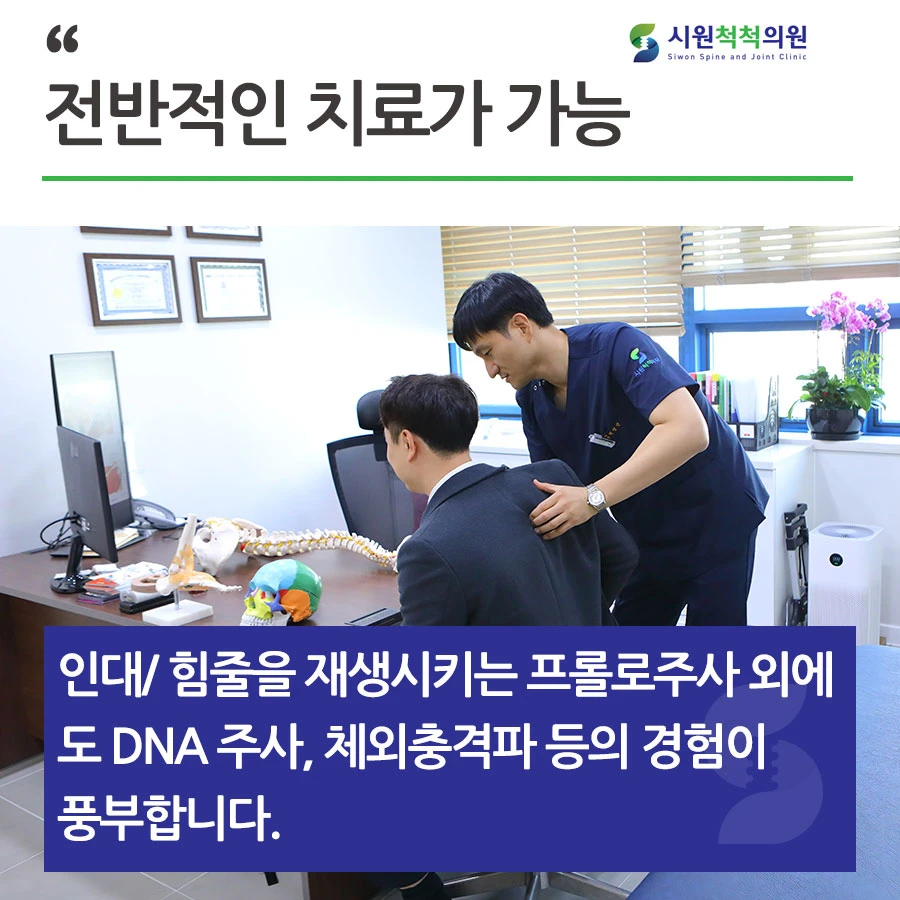 “
시원척척의원
Siwon Spine and Joint Clinic
전반적인 치료가 가능
인대/ 힘줄을 재생시키는 프롤로주사 외에
도 DNA 주사, 체외충격파 등의 경험이
풍부합니다.